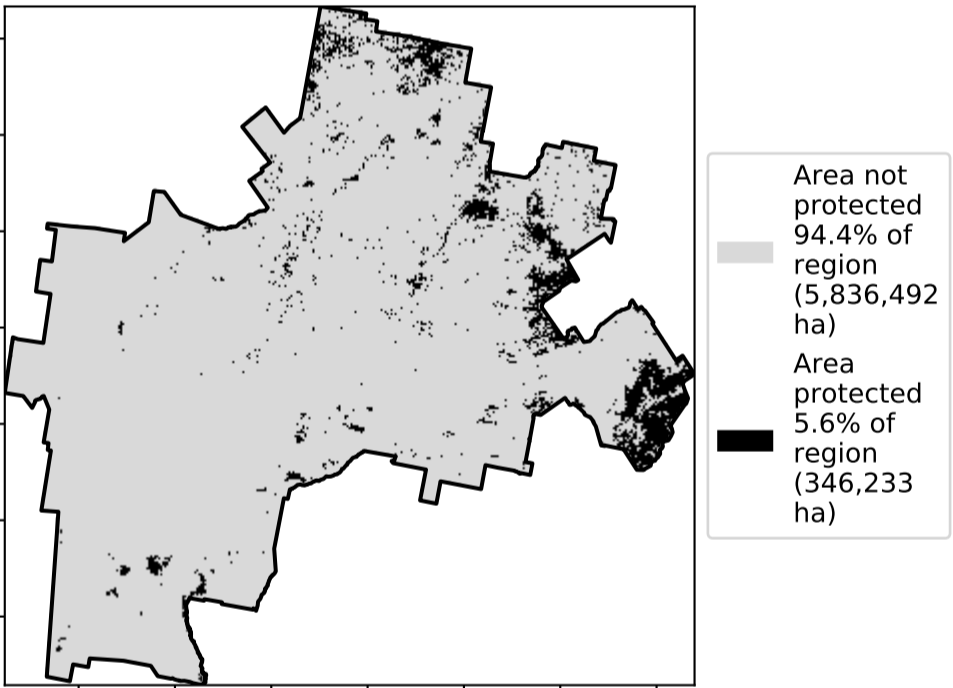 Area not
protected
94.4% of
region
(5,836,492
ha)
Area
protected
5.6% of
region
(346,233
ha)